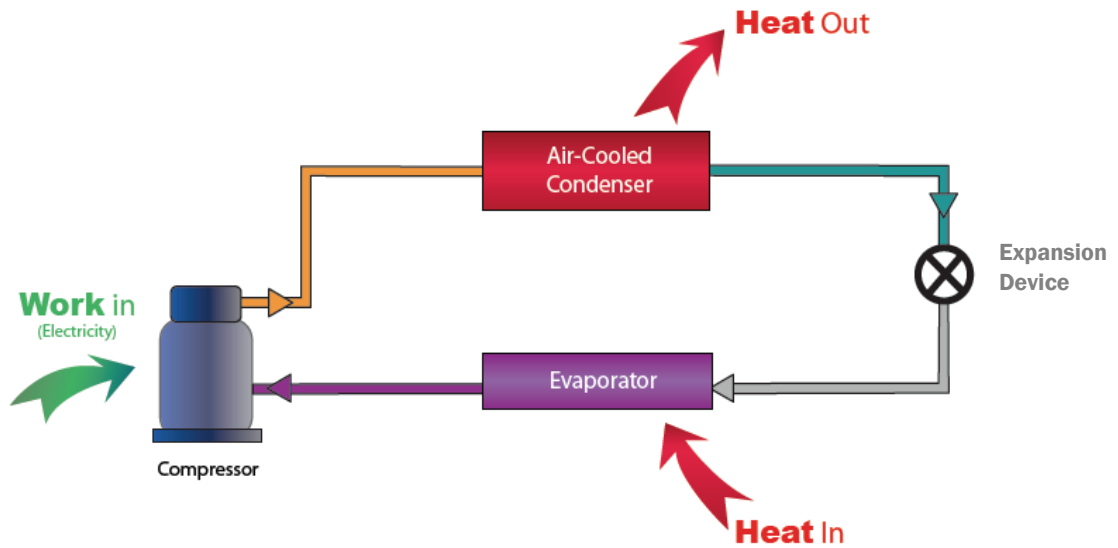 Heat Out
Air-Cooled
Condenser
Expansion
Device
Work in
(Electricity)
Evaporator
Compressor
Heat In